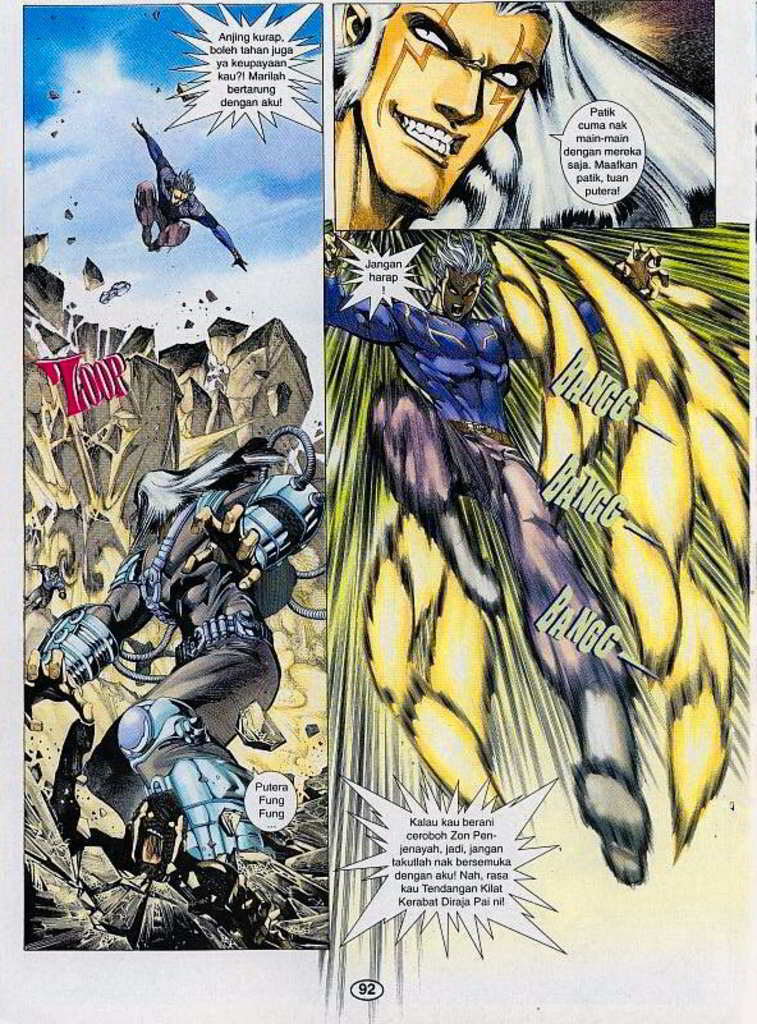 Anjing kurap,
boleh tahan juga
ya keupayaan
kau?! Marilah
bertarung
dengan aku!
ZOOP
Putera
Fung
Fung
...
Patik
cuma nak
main-main
dengan mereka
saja. Maafkan
patik, tuan
putera!
Jangan
harap
!
BANGG
BANGG
BANGG
Kalau kau berani
ceroboh Zon Pen-
jenayah, jadi, jangan
takutlah nak bersemuka
dengan aku! Nah, rasa
kau Tendangan Kilat
Kerabat Diraja Pai ni!
92